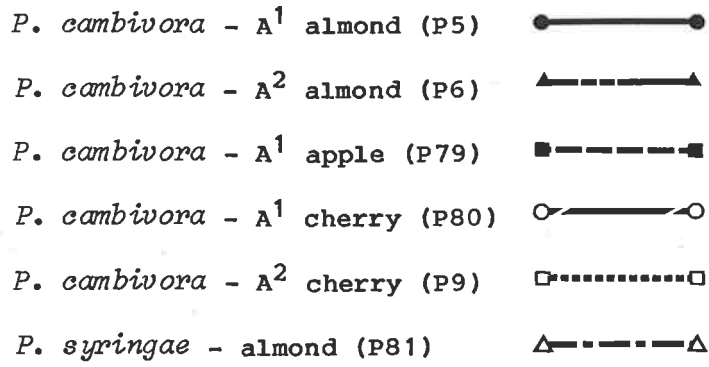 P. cambivora - A¹ almond (P5)
P. cambivora - A² almond (P6)
P. cambivora - A¹ apple (P79)
P. cambivora - A¹ cherry (P80)
P. cambivora - A² cherry (P9)
P. syringae - almond (P81)